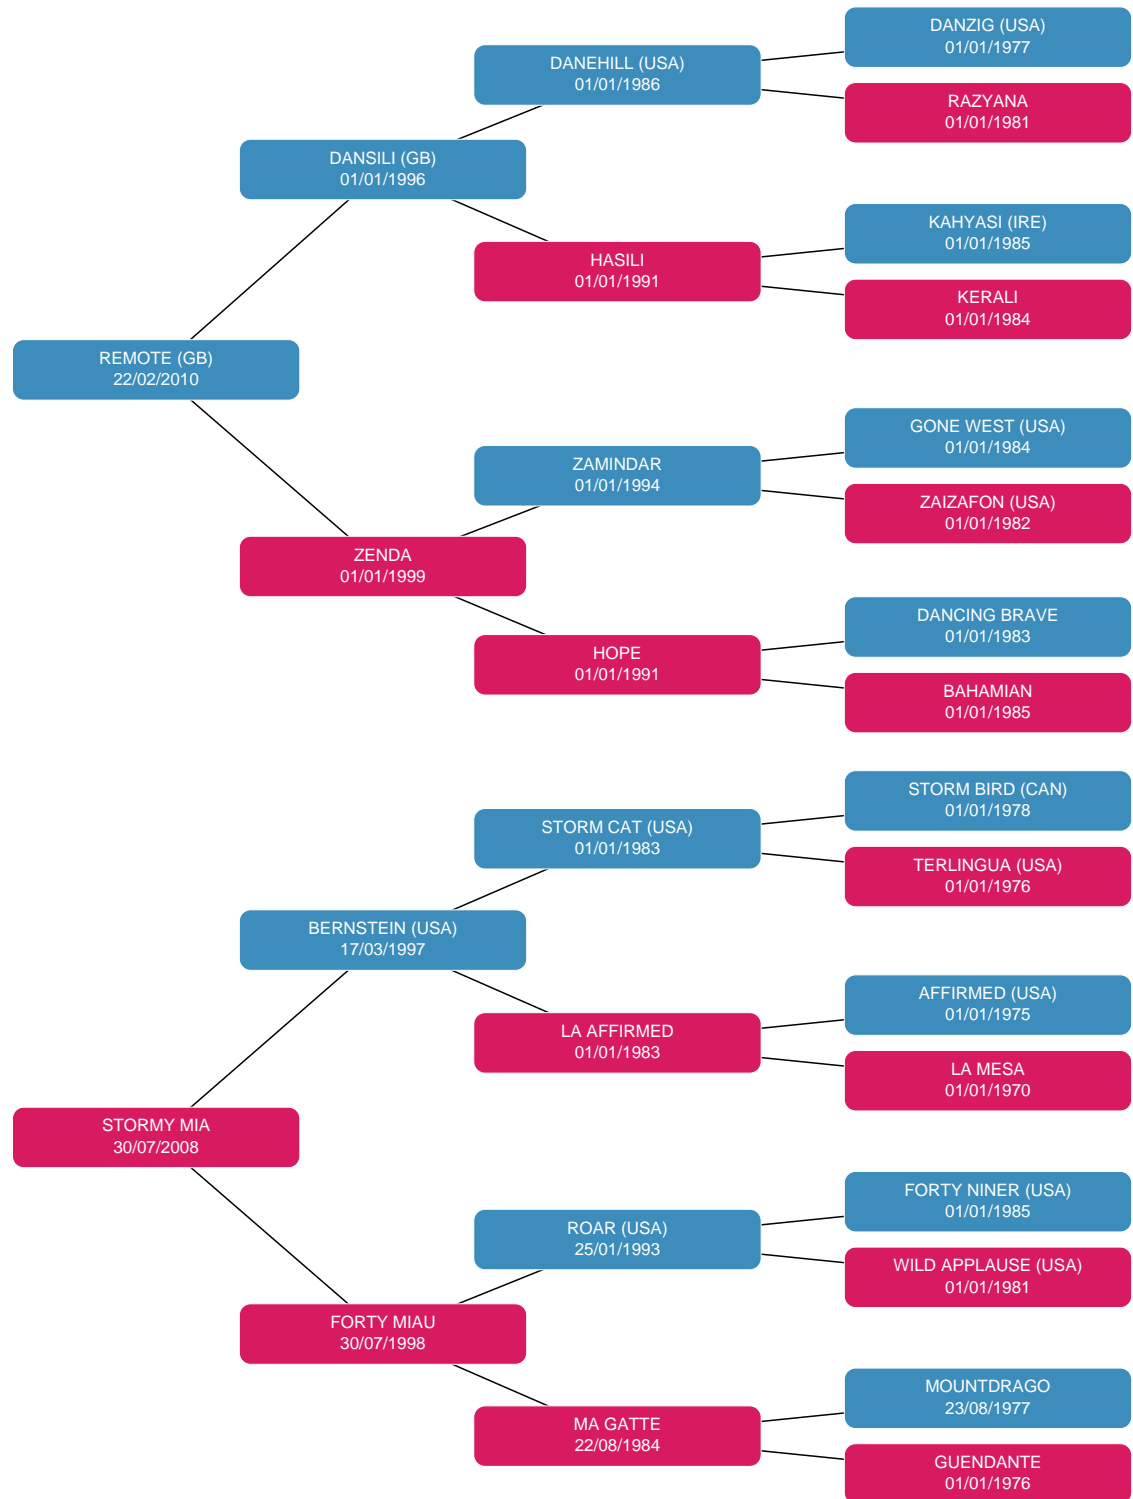 DANZIG (USA)
01/01/1977
DANEHILL (USA)
01/01/1986
RAZYANA
01/01/1981
DANSILI (GB)
01/01/1996
KAHYASI (IRE)
01/01/1985
HASILI
01/01/1991
KERALI
01/01/1984
REMOTE (GB)
22/02/2010
GONE WEST (USA)
01/01/1984
ZAMINDAR
01/01/1994
ZAIZAFON (USA)
01/01/1982
ZENDA
01/01/1999
DANCING BRAVE
01/01/1983
HOPE
01/01/1991
BAHAMIAN
01/01/1985
STORM BIRD (CAN)
01/01/1978
STORM CAT (USA)
01/01/1983
TERLINGUA (USA)
01/01/1976
BERNSTEIN (USA)
17/03/1997
AFFIRMED (USA)
01/01/1975
LA AFFIRMED
01/01/1983
LA MESA
01/01/1970
STORMY MIA
30/07/2008
FORTY NINER (USA)
01/01/1985
ROAR (USA)
25/01/1993
WILD APPLAUSE (USA)
01/01/1981
FORTY MIAU
30/07/1998
MOUNTDRAGO
23/08/1977
MA GATTE
22/08/1984
GUENDANTE
01/01/1976